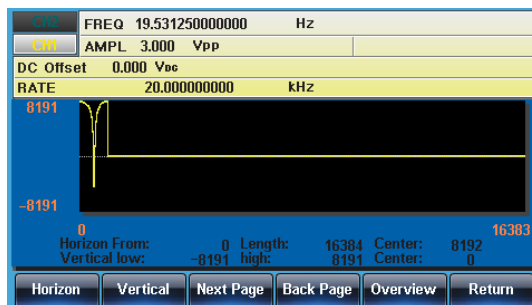 CH2 FREQ 19.531250000000 Hz
CH1 AMPL 3.000 Vpp
DC Offset 0.000 VDC
RATE 20.000000000 kHz
8191
-8191
0 16383
Horizon From: 0 Length: 16384 Center: 8192
Vertical low: -8191 high: 8191 Center: 0
Horizon Vertical Next Page Back Page Overview Return